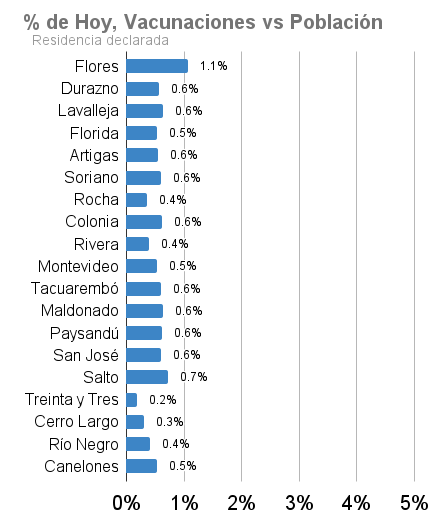 % de Hoy, Vacunaciones vs Población
Residencia declarada
Flores 1.1%
Durazno 0.6%
Lavalleja 0.6%
Florida 0.5%
Artigas 0.6%
Soriano 0.6%
Rocha 0.4%
Colonia 0.6%
Rivera 0.4%
Montevideo 0.5%
Tacuarembó 0.6%
Maldonado 0.6%
Paysandú 0.6%
San José 0.6%
Salto 0.7%
Treinta y Tres 0.2%
Cerro Largo 0.3%
Río Negro 0.4%
Canelones 0.5%
0% 1% 2% 3% 4% 5%